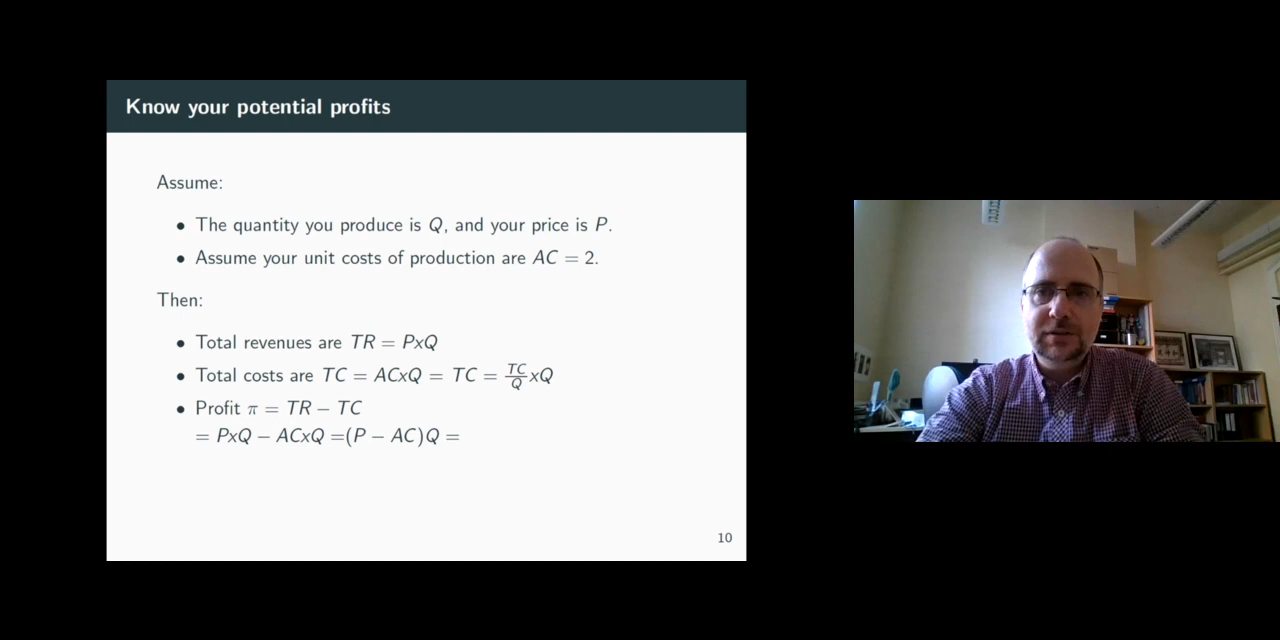 Know your potential profits
Assume:
• The quantity you produce is Q, and your price is P.
• Assume your unit costs of production are AC = 2.
Then:
• Total revenues are TR = PxQ
• Total costs are TC = ACxQ = TC = TC/Q xQ
• Profit π = TR − TC
= PxQ − ACxQ =(P − AC)Q =
10